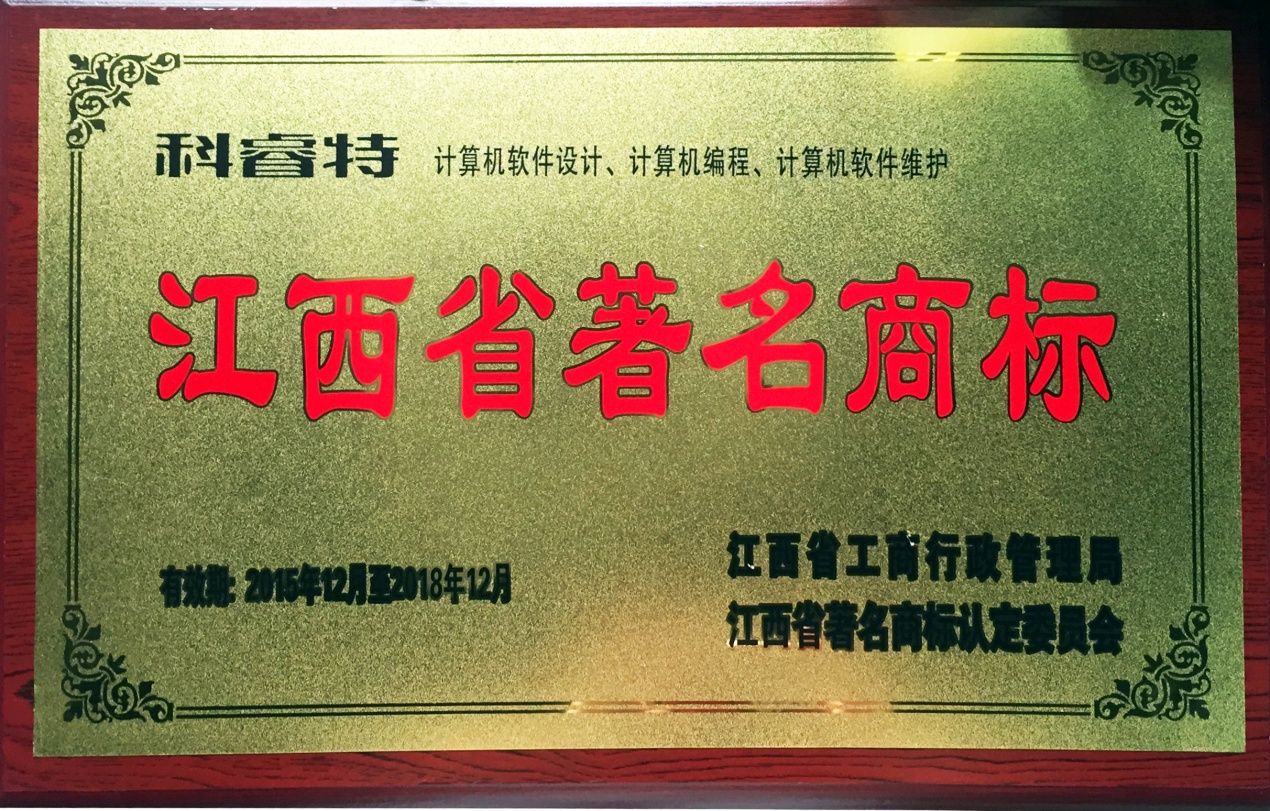 科睿特 计算机软件设计、计算机编程、计算机软件维护
江西省著名商标
有效期: 2015年12月至2018年12月
江西省工商行政管理局
江西省著名商标认定委员会